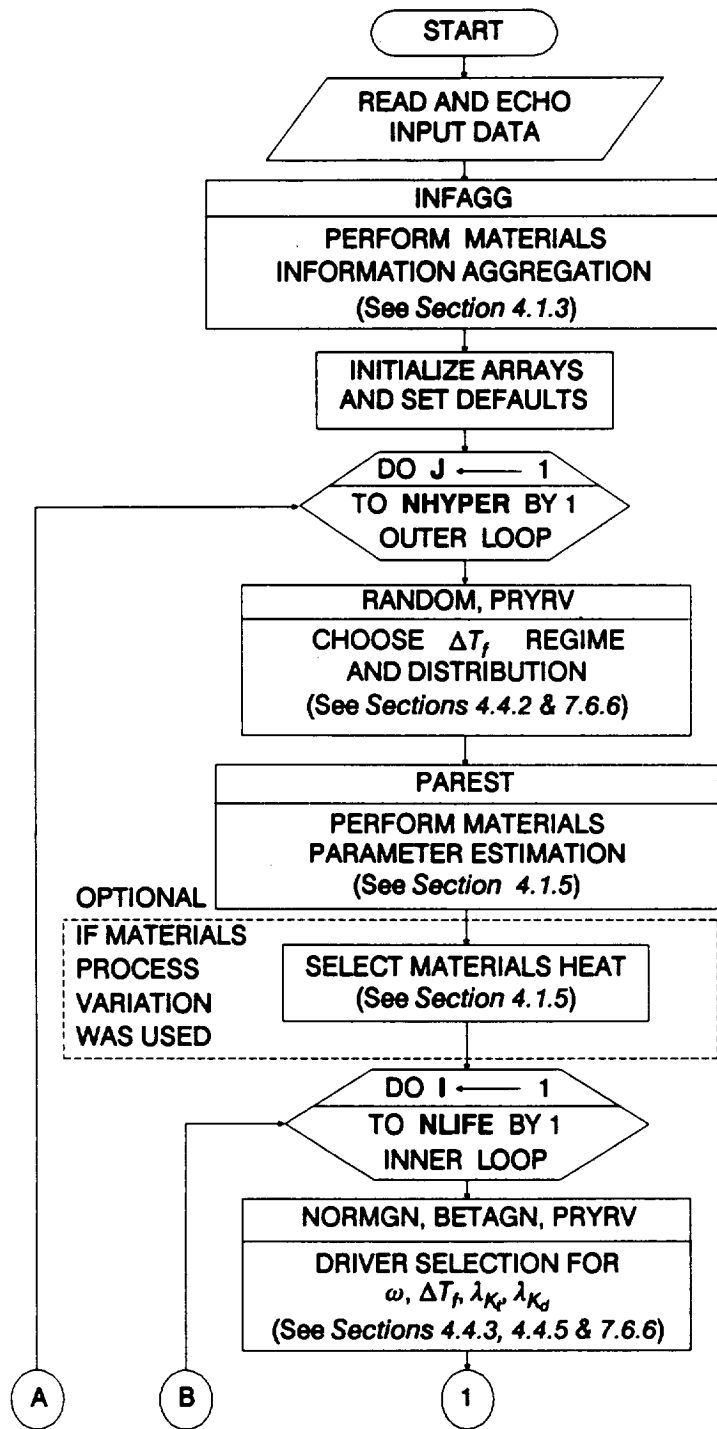 START
READ AND ECHO
INPUT DATA
INFAGG
PERFORM MATERIALS
INFORMATION AGGREGATION
(See Section 4.1.3)
INITIALIZE ARRAYS
AND SET DEFAULTS
DO J ← 1
TO NHYPER BY 1
OUTER LOOP
RANDOM, PRYRV
CHOOSE ΔT_f REGIME
AND DISTRIBUTION
(See Sections 4.4.2 & 7.6.6)
PAREST
PERFORM MATERIALS
PARAMETER ESTIMATION
(See Section 4.1.5)
OPTIONAL
IF MATERIALS
PROCESS
VARIATION
WAS USED
SELECT MATERIALS HEAT
(See Section 4.1.5)
DO I ← 1
TO NLIFE BY 1
INNER LOOP
NORMGN, BETAGN, PRYRV
DRIVER SELECTION FOR
ω, ΔT_f, λ_{K_f}, λ_{K_d}
(See Sections 4.4.3, 4.4.5 & 7.6.6)
A
B
1